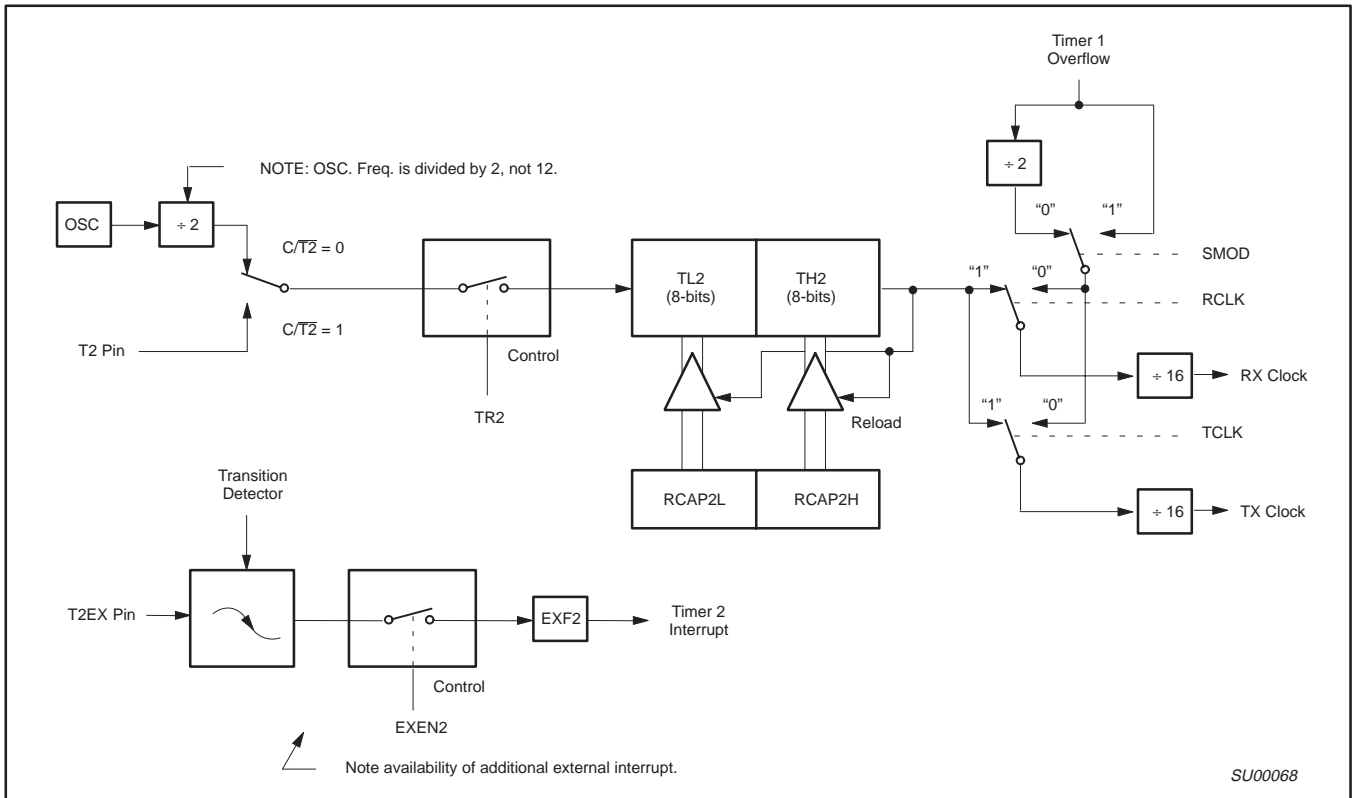 Timer 1
Overflow
÷ 2
NOTE: OSC. Freq. is divided by 2, not 12.
“0”
“1”
OSC
÷ 2
C/T2̅ = 0
SMOD
TL2
(8-bits)
TH2
(8-bits)
“1”
“0”
RCLK
C/T2̅ = 1
T2 Pin
Control
÷ 16
RX Clock
TR2
Reload
“1”
“0”
TCLK
Transition
Detector
RCAP2L
RCAP2H
÷ 16
TX Clock
T2EX Pin
EXF2
Timer 2
Interrupt
Control
EXEN2
Note availability of additional external interrupt.
SU00068